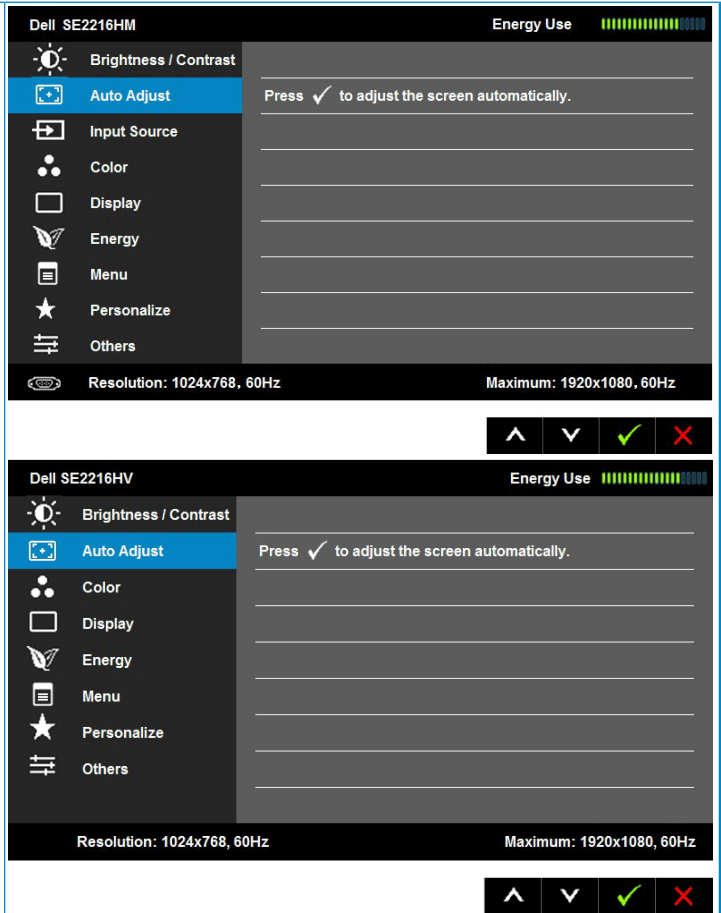 Dell SE2216HM Energy Use
Brightness / Contrast
Auto Adjust Press ✓ to adjust the screen automatically.
Input Source
Color
Display
Energy
Menu
Personalize
Others
Resolution: 1024x768, 60Hz Maximum: 1920x1080, 60Hz
Dell SE2216HV Energy Use
Brightness / Contrast
Auto Adjust Press ✓ to adjust the screen automatically.
Color
Display
Energy
Menu
Personalize
Others
Resolution: 1024x768, 60Hz Maximum: 1920x1080, 60Hz